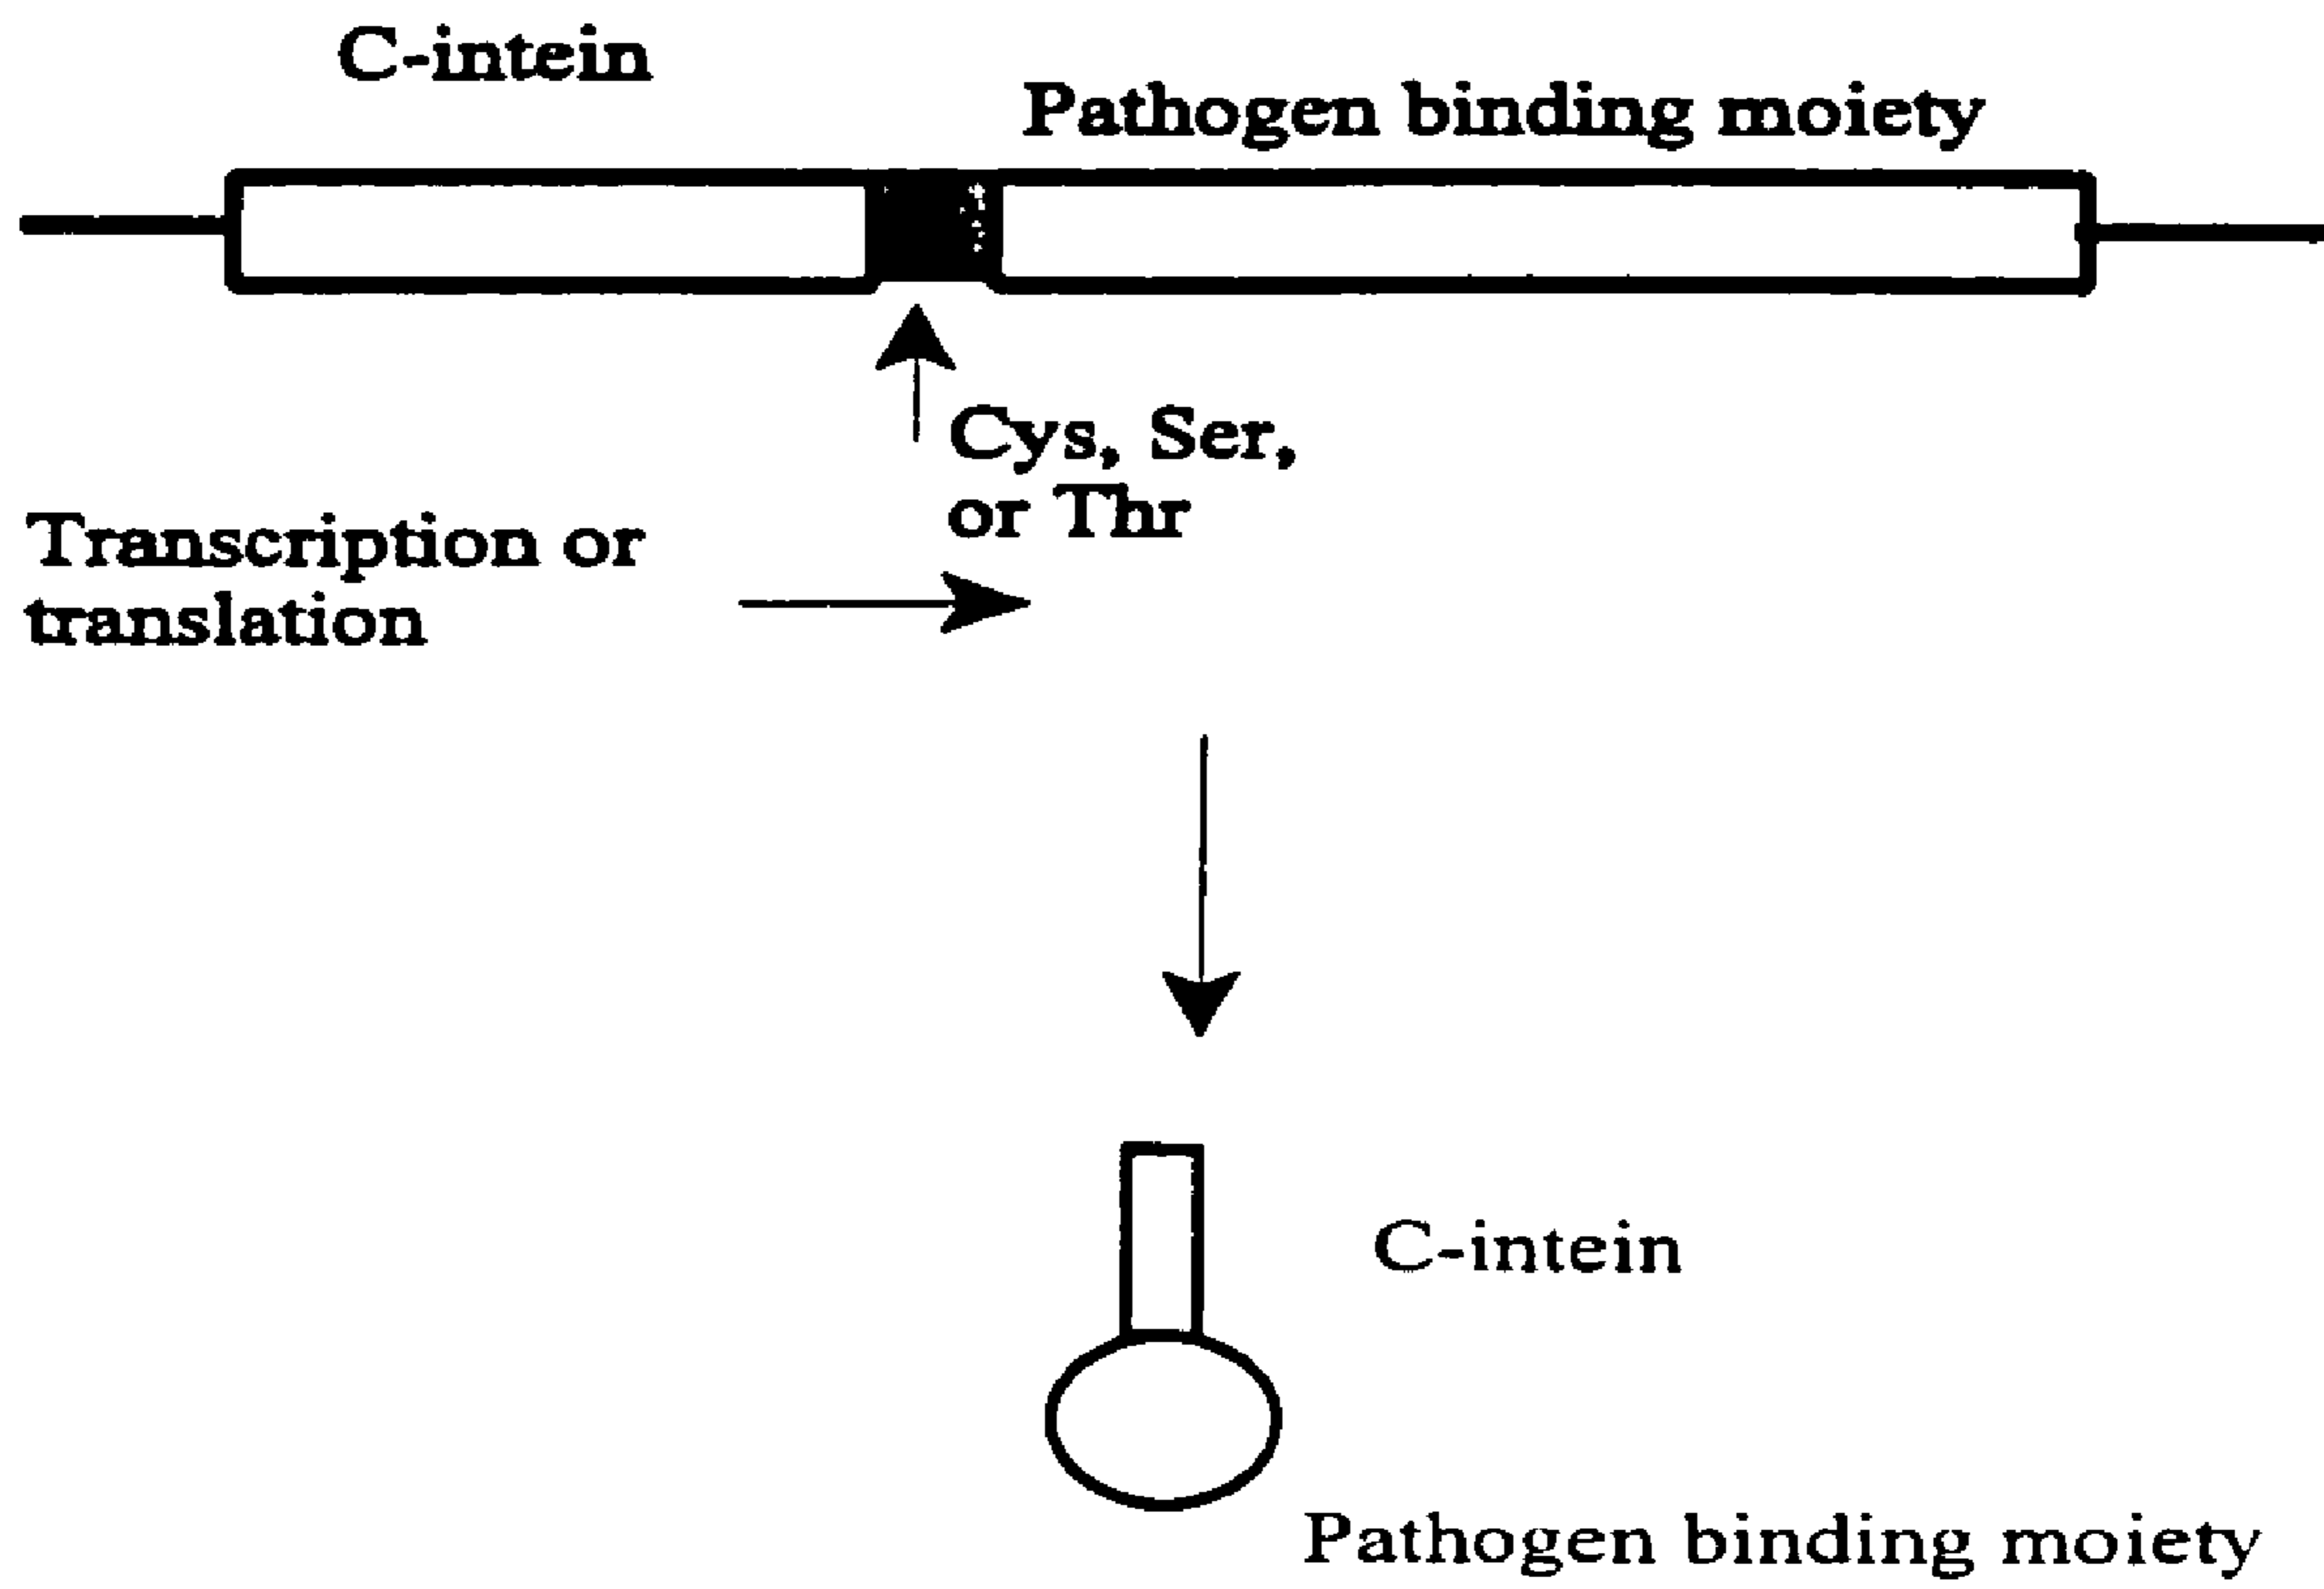 C-intein
Pathogen binding moiety
Cys, Ser,
or Thr
Transcription or
translation
C-intein
Pathogen binding moiety